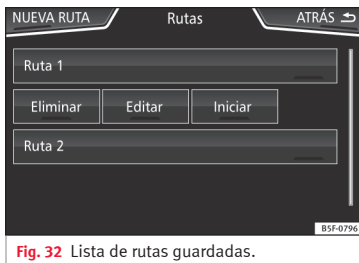 NUEVA RUTA Rutas ATRÁS
Ruta 1
Eliminar Editar Iniciar
Ruta 2
B5F-0796
Fig. 32 Lista de rutas guardadas.